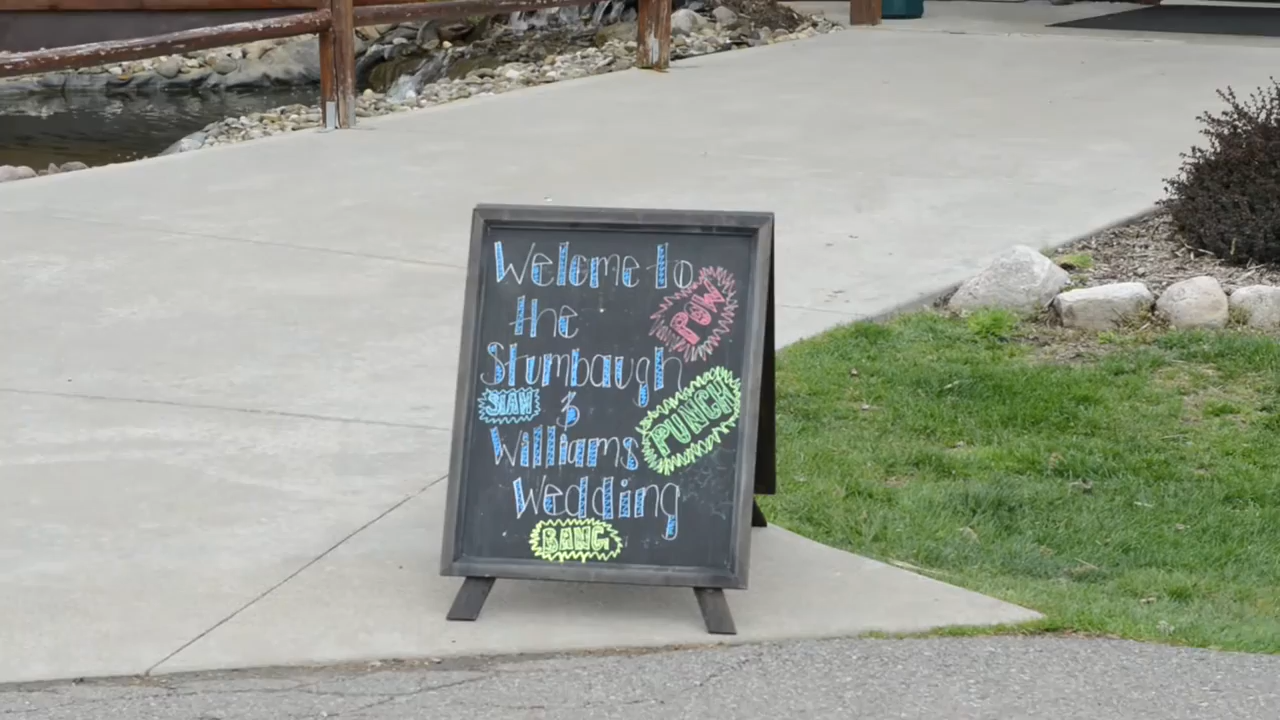 Welcome to
POW
the
Stumbaugh
SLAM
&
PUNCH
Williams
Wedding
BANG